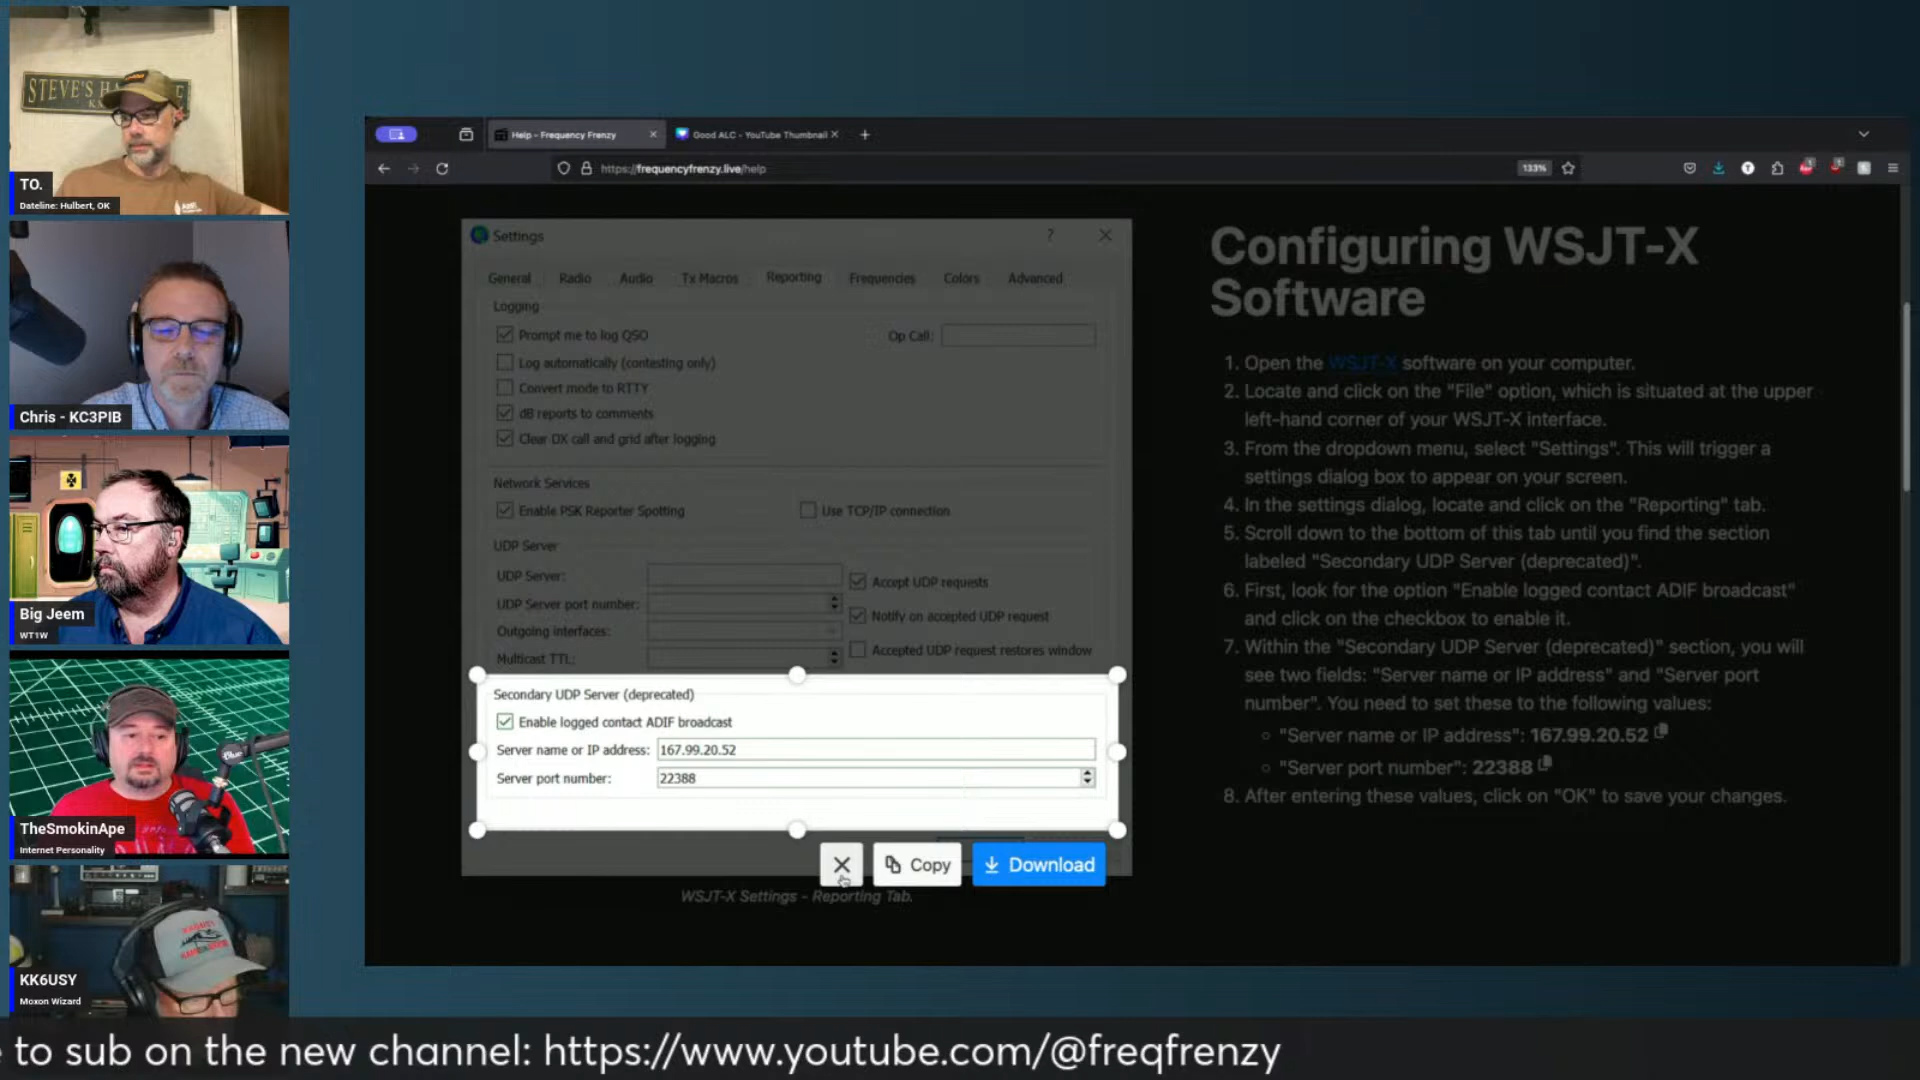 STEVE'S HA
TO.
Dateline: Hulbert, OK
Chris - KC3PIB
Big Jeem
WT1W
TheSmokinApe
Internet Personality
KK6USY
Moxon Wizard
Help - Frequency Frenzy
Good ALC - YouTube Thumbnail
https://frequencyfrenzy.live/help
133%
Settings
?
General Radio Audio Tx Macros Reporting Frequencies Colors Advanced
Logging
Prompt me to log QSO
Op Call:
Log automatically (contesting only)
Convert mode to RTTY
dB reports to comments
Clear DX call and grid after logging
Network Services
Enable PSK Reporter Spotting
Use TCP/IP connection
UDP Server
UDP Server:
Accept UDP requests
UDP Server port number:
Notify on accepted UDP request
Outgoing interfaces:
Accepted UDP request restores window
Multicast TTL:
Secondary UDP Server (deprecated)
Enable logged contact ADIF broadcast
Server name or IP address: 167.99.20.52
Server port number: 22388
Copy
Download
WSJT-X Settings - Reporting Tab.
Configuring WSJT-X
Software
1. Open the WSJT-X software on your computer.
2. Locate and click on the "File" option, which is situated at the upper
left-hand corner of your WSJT-X interface.
3. From the dropdown menu, select "Settings". This will trigger a
settings dialog box to appear on your screen.
4. In the settings dialog, locate and click on the "Reporting" tab.
5. Scroll down to the bottom of this tab until you find the section
labeled "Secondary UDP Server (deprecated)".
6. First, look for the option "Enable logged contact ADIF broadcast"
and click on the checkbox to enable it.
7. Within the "Secondary UDP Server (deprecated)" section, you will
see two fields: "Server name or IP address" and "Server port
number". You need to set these to the following values:
"Server name or IP address": 167.99.20.52
"Server port number": 22388
8. After entering these values, click on "OK" to save your changes.
to sub on the new channel: https://www.youtube.com/@freqfrenzy